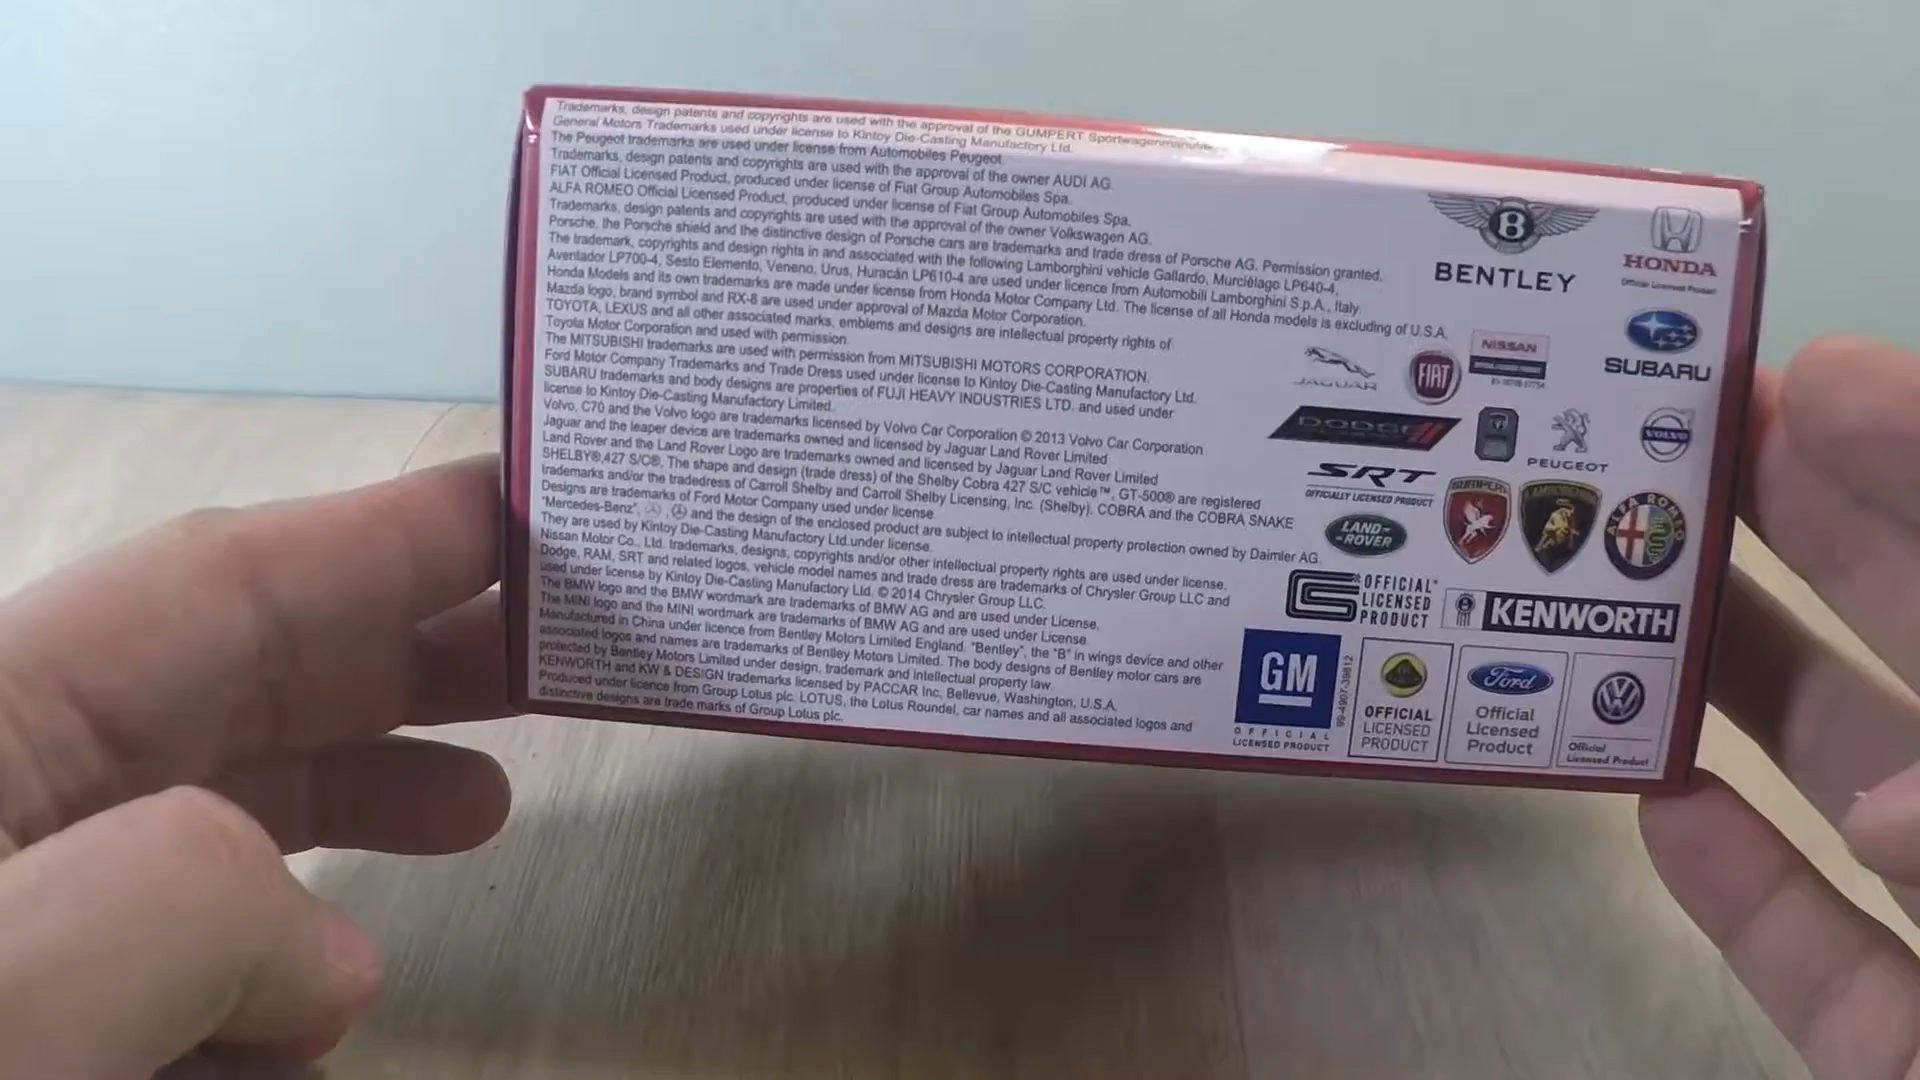 Trademarks, design patents and copyrights are used with the approval of the GUMPERT
General Motors Trademarks used under license to Kintoy Die-Casting Manufactory Ltd.
The Peugeot trademarks are used under license from Automobiles Peugeot.
Trademarks, design patents and copyrights are used with the approval of the owner AUDI AG.
FIAT Official Licensed Product, produced under license of Fiat Group Automobiles Spa.
ALFA ROMEO Official Licensed Product, produced under license of Fiat Group Automobiles Spa.
Trademarks, design patents and copyrights are used with the approval of the owner Volkswagen AG.
Porsche, the Porsche shield and the distinctive design of Porsche cars are trademarks and trade dress of Porsche AG. Permission granted.
The trademark, copyrights and design rights in and associated with the following Lamborghini vehicle Gallardo, Murciélago LP640-4,
Aventador LP700-4, Sesto Elemento, Veneno, Urus, Huracán LP610-4 are used under licence from Automobili Lamborghini S.p.A., Italy
Honda Models and its own trademarks are made under license from Honda Motor Company Ltd. The license of all Honda models is excluding of U.S.A.
Mazda logo, brand symbol and RX-8 are used under approval of Mazda Motor Corporation.
TOYOTA, LEXUS and all other associated marks, emblems and designs are intellectual property rights of
Toyota Motor Corporation and used with permission.
The MITSUBISHI trademarks are used with permission from MITSUBISHI MOTORS CORPORATION.
Ford Motor Company Trademarks and Trade Dress used under license to Kintoy Die-Casting Manufactory Ltd.
SUBARU trademarks and body designs are properties of FUJI HEAVY INDUSTRIES LTD. and used under
license to Kintoy Die-Casting Manufactory Limited.
Volvo, C70 and the Volvo logo are trademarks licensed by Volvo Car Corporation © 2013 Volvo Car Corporation
Jaguar and the leaper device are trademarks owned and licensed by Jaguar Land Rover Limited
Land Rover and the Land Rover Logo are trademarks owned and licensed by Jaguar Land Rover Limited
SHELBY®,427 S/C®, The shape and design (trade dress) of the Shelby Cobra 427 S/C vehicle™, GT-500® are registered
trademarks and/or the tradedress of Carroll Shelby and Carroll Shelby Licensing, Inc. (Shelby). COBRA and the COBRA SNAKE
Designs are trademarks of Ford Motor Company used under license.
"Mercedes-Benz", , and the design of the enclosed product are subject to intellectual property protection owned by Daimler AG.
They are used by Kintoy Die-Casting Manufactory Ltd.under license.
Nissan Motor Co., Ltd. trademarks, designs, copyrights and/or other intellectual property rights are used under license.
Dodge, RAM, SRT and related logos, vehicle model names and trade dress are trademarks of Chrysler Group LLC and
used under license by Kintoy Die-Casting Manufactory Ltd. © 2014 Chrysler Group LLC.
The BMW logo and the BMW wordmark are trademarks of BMW AG and are used under License.
The MINI logo and the MINI wordmark are trademarks of BMW AG and are used under License.
Manufactured in China under licence from Bentley Motors Limited England. "Bentley", the "B" in wings device and other
associated logos and names are trademarks of Bentley Motors Limited. The body designs of Bentley motor cars are
protected by Bentley Motors Limited under design, trademark and intellectual property law.
KENWORTH and KW & DESIGN trademarks licensed by PACCAR Inc, Bellevue, Washington, U.S.A.
Produced under licence from Group Lotus plc. LOTUS, the Lotus Roundel, car names and all associated logos and
distinctive designs are trade marks of Group Lotus plc.
B
BENTLEY
HONDA
Official Licensed Product
JAGUAR
FIAT
NISSAN
SUBARU
DODGE
PEUGEOT
VOLVO
SRT
OFFICIALLY LICENSED PRODUCT
LAND-
-ROVER
GUMPERT
LAMBORGHINI
ALFA ROMEO
OFFICIAL
LICENSED
PRODUCT
KENWORTH
GM
OFFICIAL
LICENSED PRODUCT
OFFICIAL
LICENSED
PRODUCT
Ford
Official
Licensed
Product
Official
Licensed Product